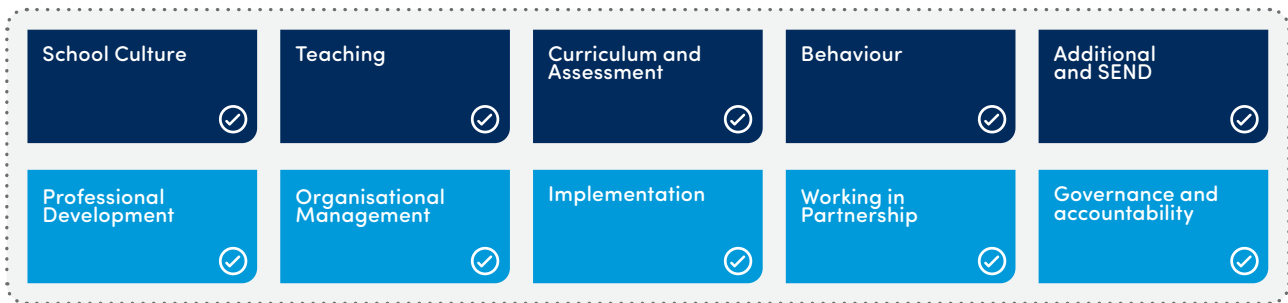 School Culture
Teaching
Curriculum and
Assessment
Behaviour
Additional
and SEND
Professional
Development
Organisational
Management
Implementation
Working in
Partnership
Governance and
accountability